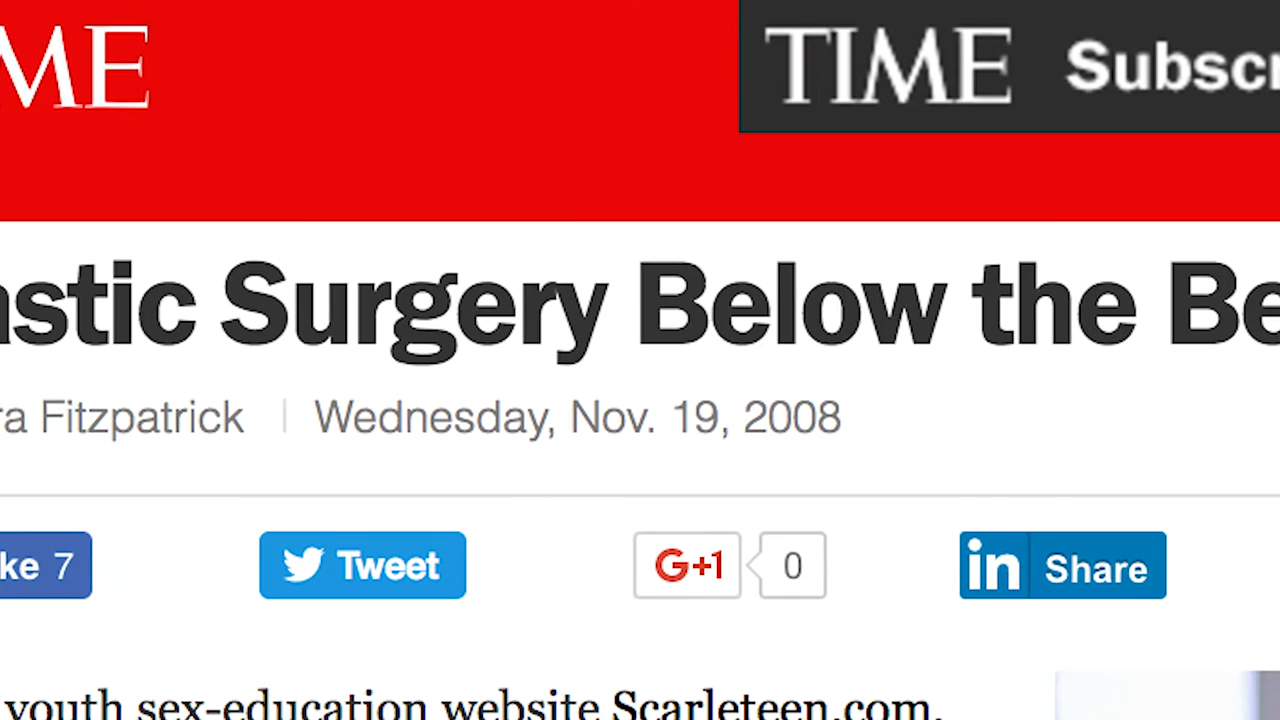 ME
TIME Subscr
astic Surgery Below the Be
ra Fitzpatrick | Wednesday, Nov. 19, 2008
ke 7
Tweet
G+1 0
in Share
youth sex-education website Scarleteen.com,